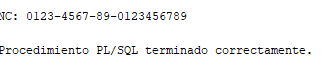 NC: 0123-4567-89-0123456789
Procedimiento PL/SQL terminado correctamente.